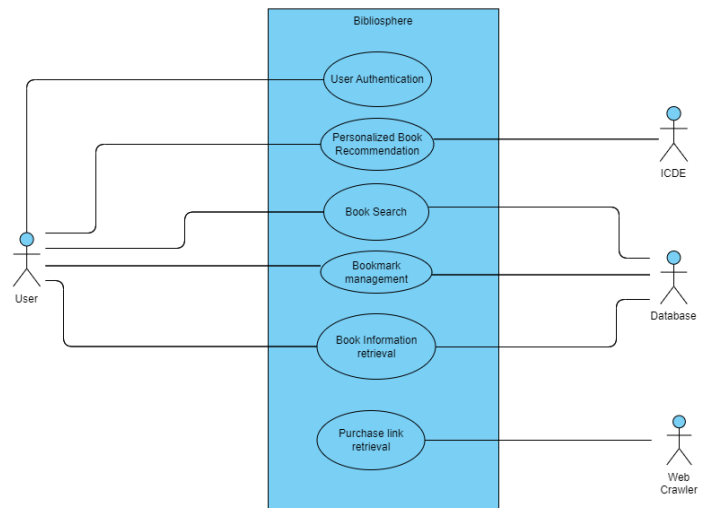 Bibliosphere
User Authentication
Personalized Book
Recommendation
ICDE
Book Search
Bookmark
management
User
Database
Book Information
retrieval
Purchase link
retrieval
Web
Crawler